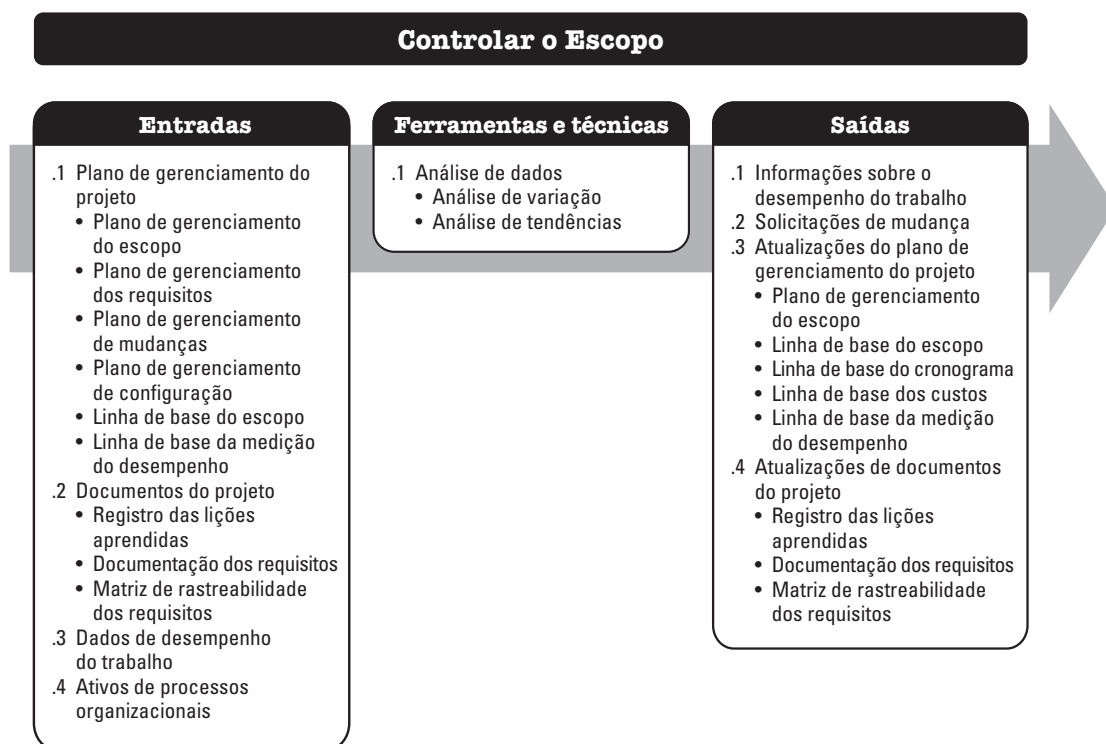 Controlar o Escopo
Entradas
.1 Plano de gerenciamento do
projeto
• Plano de gerenciamento
do escopo
• Plano de gerenciamento
dos requisitos
• Plano de gerenciamento
de mudanças
• Plano de gerenciamento
de configuração
• Linha de base do escopo
• Linha de base da medição
do desempenho
.2 Documentos do projeto
• Registro das lições
aprendidas
• Documentação dos requisitos
• Matriz de rastreabilidade
dos requisitos
.3 Dados de desempenho
do trabalho
.4 Ativos de processos
organizacionais
Ferramentas e técnicas
.1 Análise de dados
• Análise de variação
• Análise de tendências
Saídas
.1 Informações sobre o
desempenho do trabalho
.2 Solicitações de mudança
.3 Atualizações do plano de
gerenciamento do projeto
• Plano de gerenciamento
do escopo
• Linha de base do escopo
• Linha de base do cronograma
• Linha de base dos custos
• Linha de base da medição
do desempenho
.4 Atualizações de documentos
do projeto
• Registro das lições
aprendidas
• Documentação dos requisitos
• Matriz de rastreabilidade
dos requisitos